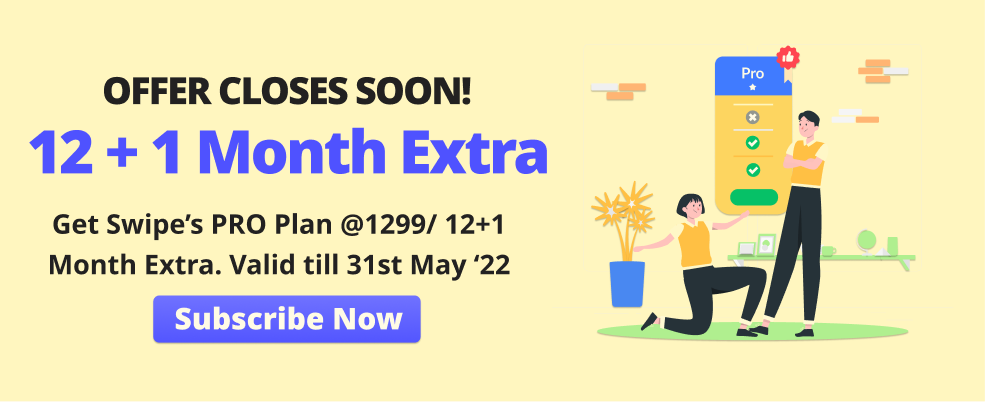 OFFER CLOSES SOON!
12 + 1 Month Extra
Get Swipe’s PRO Plan @1299/ 12+1
Month Extra. Valid till 31st May ‘22
Subscribe Now
Pro